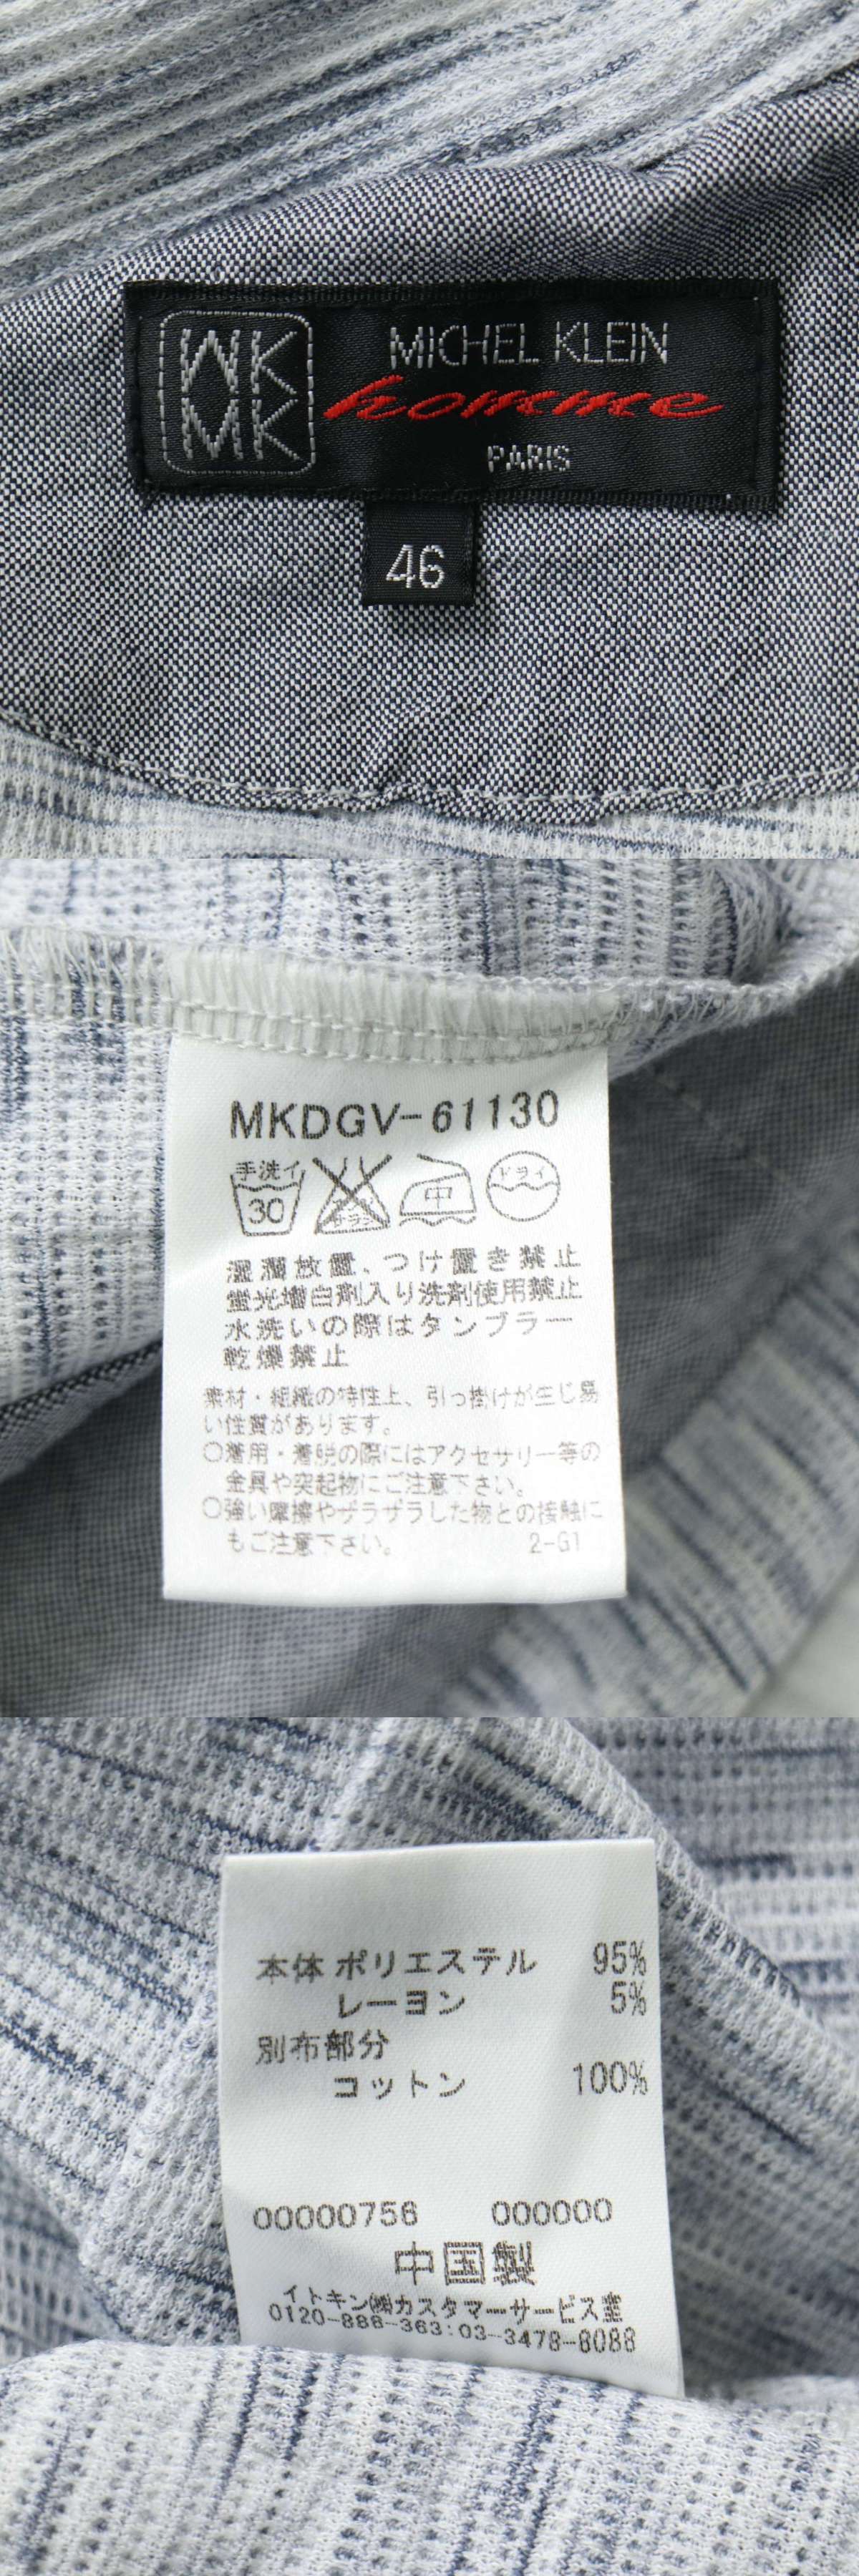 MK
MK
MICHEL KLEIN
homme
PARIS
46
MKDGV-61130
手洗イ
30
中
ドライ
湿潤放置、つけ置き禁止
蛍光増白剤入り洗剤使用禁止
水洗いの際はタンブラー
乾燥禁止
素材・組織の特性上、引っ掛けが生じ易
い性質があります。
○着用・着脱の際にはアクセサリー等の
金具や突起物にご注意下さい。
○強い摩擦やザラザラした物との接触に
もご注意下さい。 2-G1
本体 ポリエステル 95%
レーヨン 5%
別布部分
コットン 100%
00000756 000000
中国製
イトキン㈱カスタマーサービス室
0120-888-363:03-3478-8088